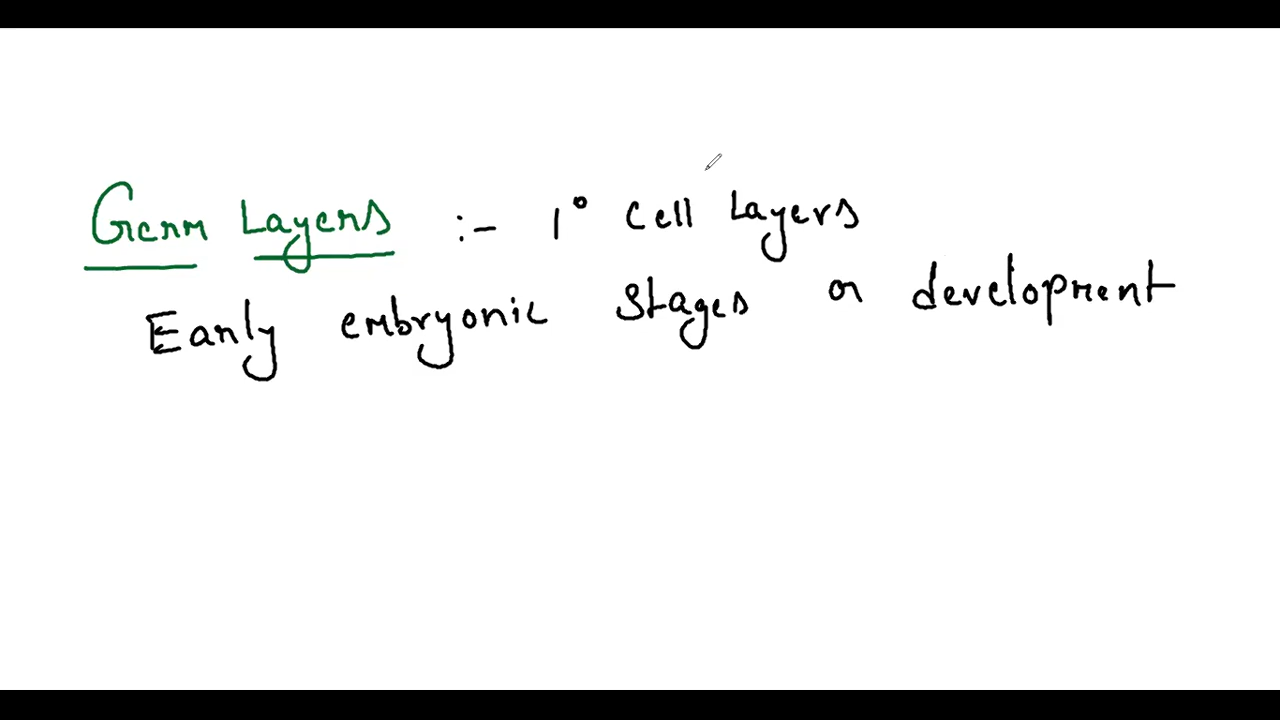 Germ Layers :- 1° Cell Layers
Early embryonic stages or development